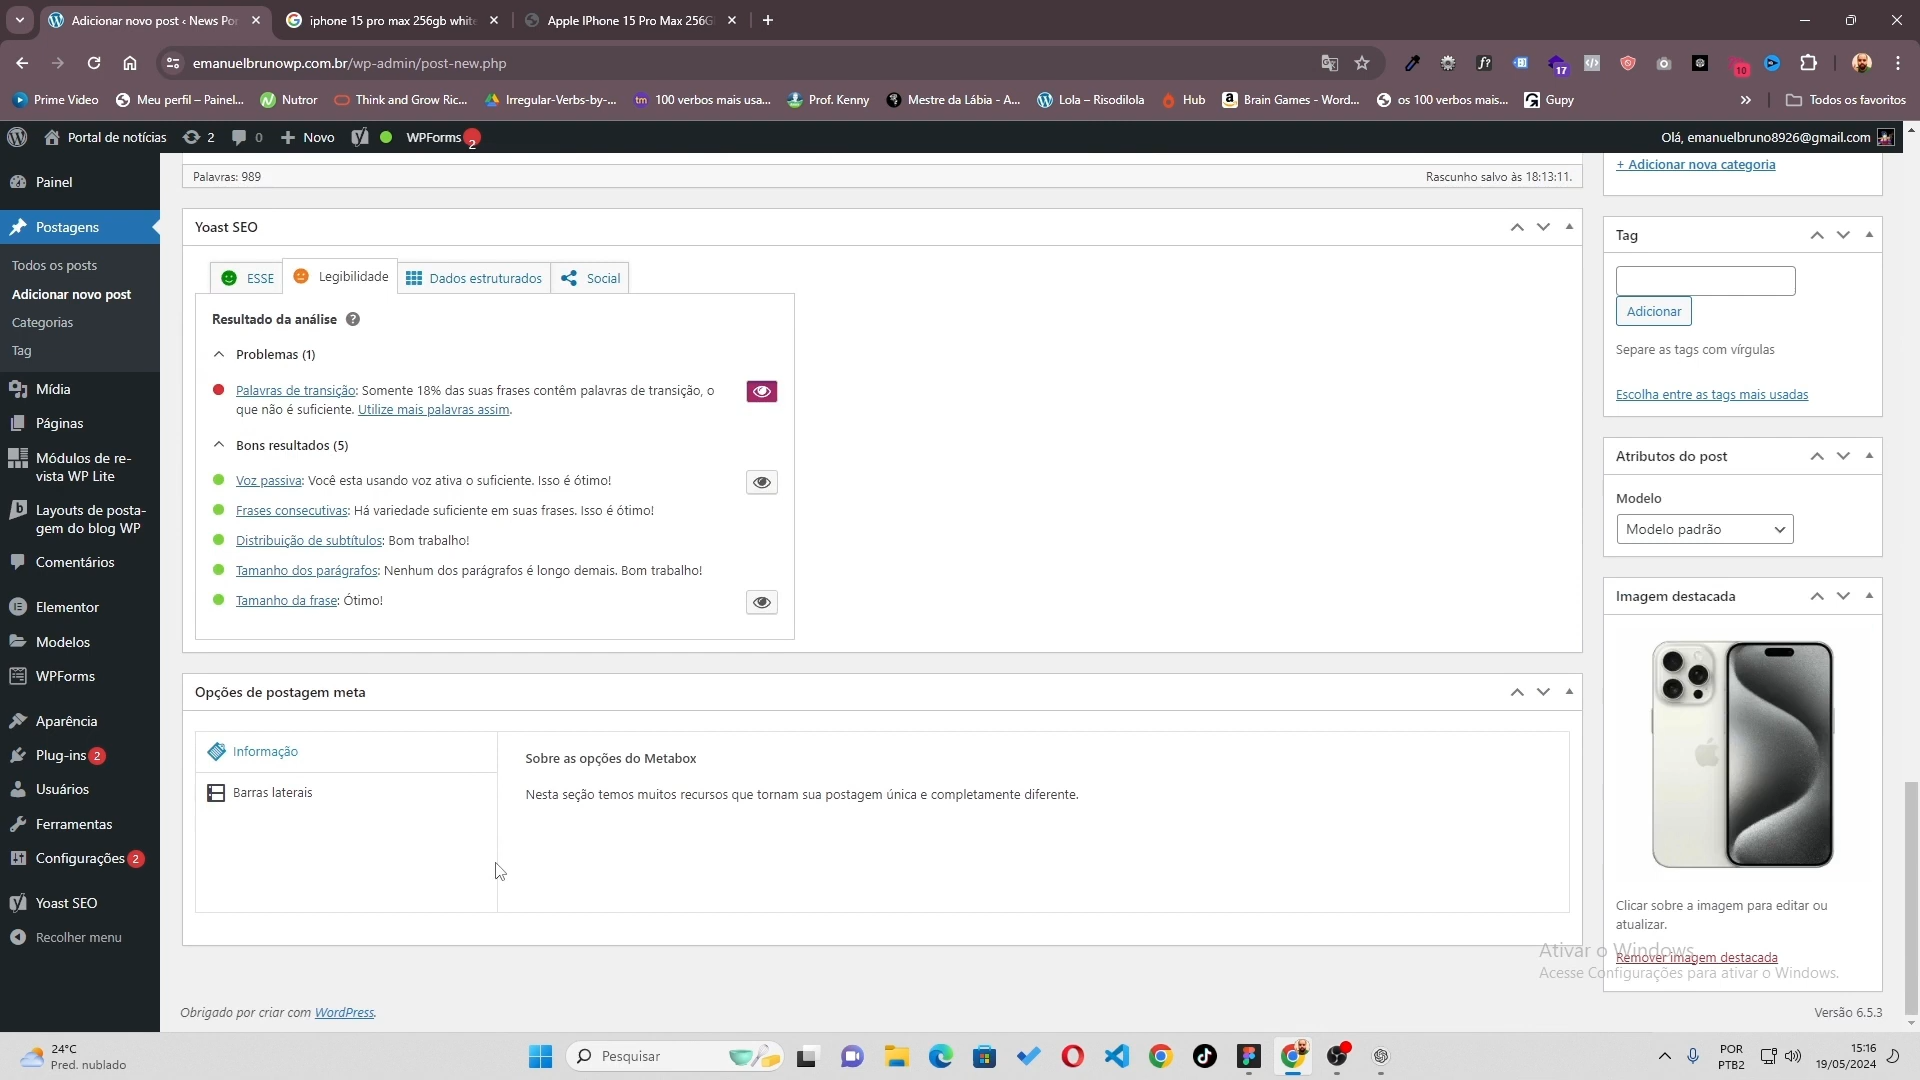 Adicionar novo post ‹ News Por
iphone 15 pro max 256gb white
Apple IPhone 15 Pro Max 256G
emanuelbrunowp.com.br/wp-admin/post-new.php
17
10
Prime Video
Meu perfil – Painel...
Nutror
Think and Grow Ric...
Irregular-Verbs-by-...
100 verbos mais usa...
Prof. Kenny
Mestre da Lábia - A...
Lola – Risodilola
Hub
Brain Games - Word...
os 100 verbos mais...
Gupy
Todos os favoritos
Portal de notícias
2
0
Novo
WPForms
2
Olá, emanuelbruno8926@gmail.com
Painel
Postagens
Todos os posts
Adicionar novo post
Categorias
Tag
Mídia
Páginas
Módulos de re-
vista WP Lite
Layouts de posta-
gem do blog WP
Comentários
Elementor
Modelos
WPForms
Aparência
Plug-ins 2
Usuários
Ferramentas
Configurações 2
Yoast SEO
Recolher menu
Palavras: 989
Rascunho salvo às 18:13:11.
Yoast SEO
ESSE
Legibilidade
Dados estruturados
Social
Resultado da análise
Problemas (1)
Palavras de transição: Somente 18% das suas frases contêm palavras de transição, o
que não é suficiente. Utilize mais palavras assim.
Bons resultados (5)
Voz passiva: Você esta usando voz ativa o suficiente. Isso é ótimo!
Frases consecutivas: Há variedade suficiente em suas frases. Isso é ótimo!
Distribuição de subtítulos: Bom trabalho!
Tamanho dos parágrafos: Nenhum dos parágrafos é longo demais. Bom trabalho!
Tamanho da frase: Ótimo!
Opções de postagem meta
Informação
Barras laterais
Sobre as opções do Metabox
Nesta seção temos muitos recursos que tornam sua postagem única e completamente diferente.
+ Adicionar nova categoria
Tag
Adicionar
Separe as tags com vírgulas
Escolha entre as tags mais usadas
Atributos do post
Modelo
Modelo padrão
Imagem destacada
Clicar sobre a imagem para editar ou
atualizar.
Remover imagem destacada
Ativar o Windows
Acesse Configurações para ativar o Windows.
Obrigado por criar com WordPress.
Versão 6.5.3
24°C
Pred. nublado
Pesquisar
POR
PTB2
15:16
19/05/2024